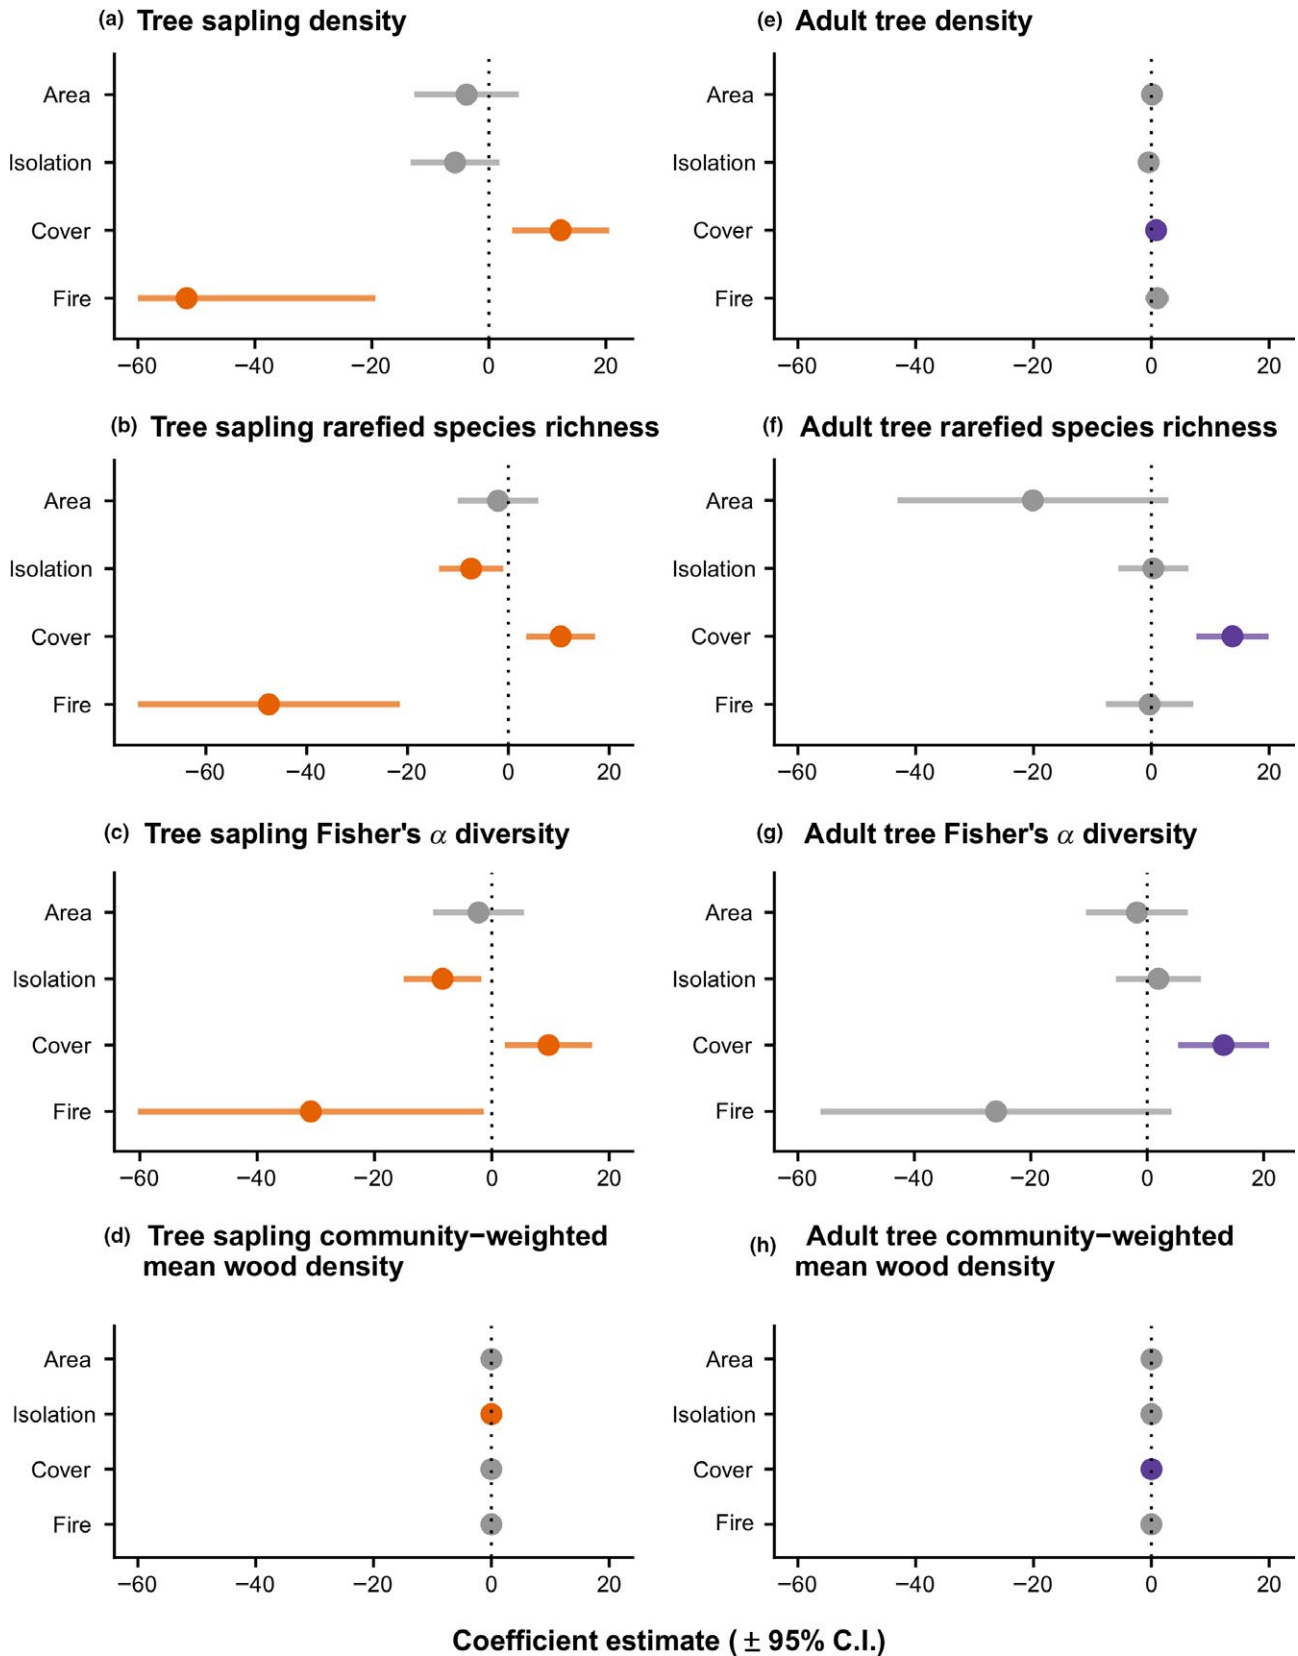 (a) Tree sapling density
Area
Isolation
Cover
Fire
−60 −40 −20 0 20
(b) Tree sapling rarefied species richness
Area
Isolation
Cover
Fire
−60 −40 −20 0 20
(c) Tree sapling Fisher's α diversity
Area
Isolation
Cover
Fire
−60 −40 −20 0 20
(d) Tree sapling community−weighted
mean wood density
Area
Isolation
Cover
Fire
−60 −40 −20 0 20
(e) Adult tree density
Area
Isolation
Cover
Fire
−60 −40 −20 0 20
(f) Adult tree rarefied species richness
Area
Isolation
Cover
Fire
−60 −40 −20 0 20
(g) Adult tree Fisher's α diversity
Area
Isolation
Cover
Fire
−60 −40 −20 0 20
(h) Adult tree community−weighted
mean wood density
Area
Isolation
Cover
Fire
−60 −40 −20 0 20
Coefficient estimate ( ± 95% C.I.)